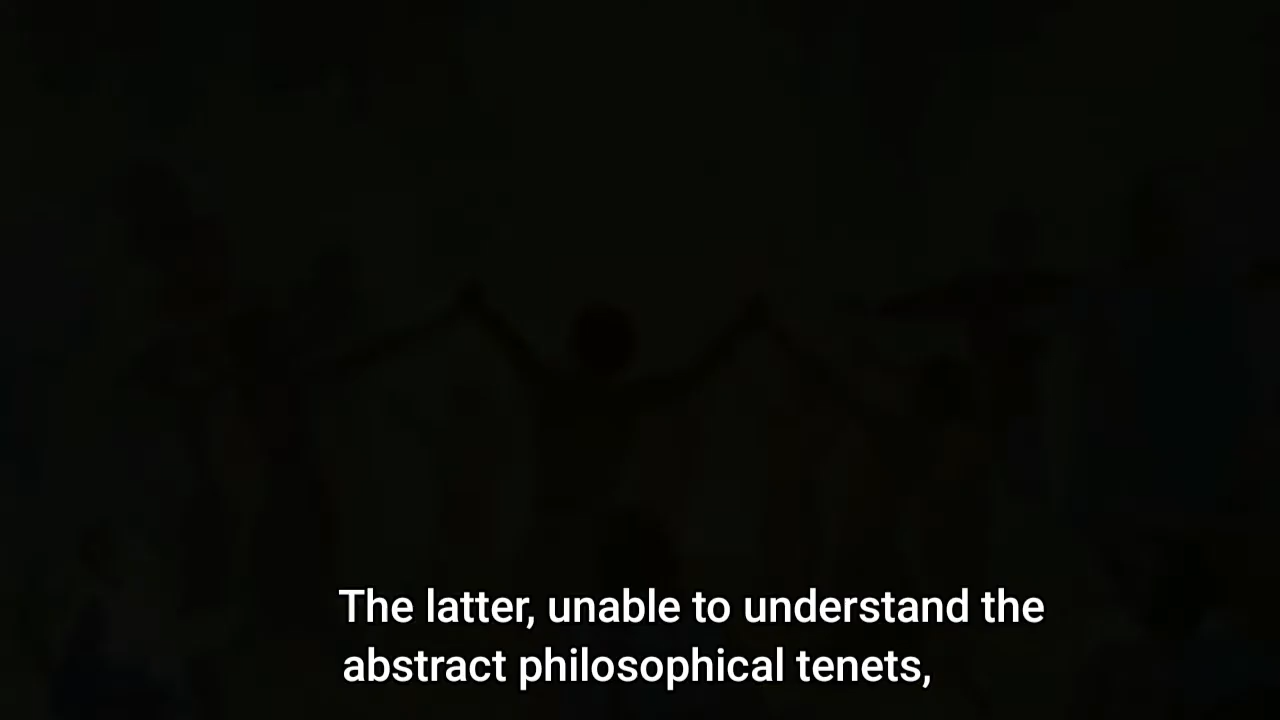 The latter, unable to understand the
abstract philosophical tenets,